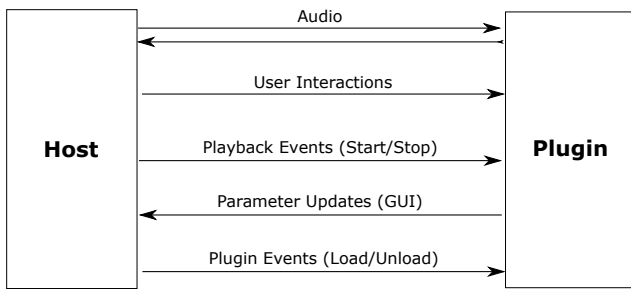 Audio
User Interactions
Host
Playback Events (Start/Stop)
Plugin
Parameter Updates (GUI)
Plugin Events (Load/Unload)